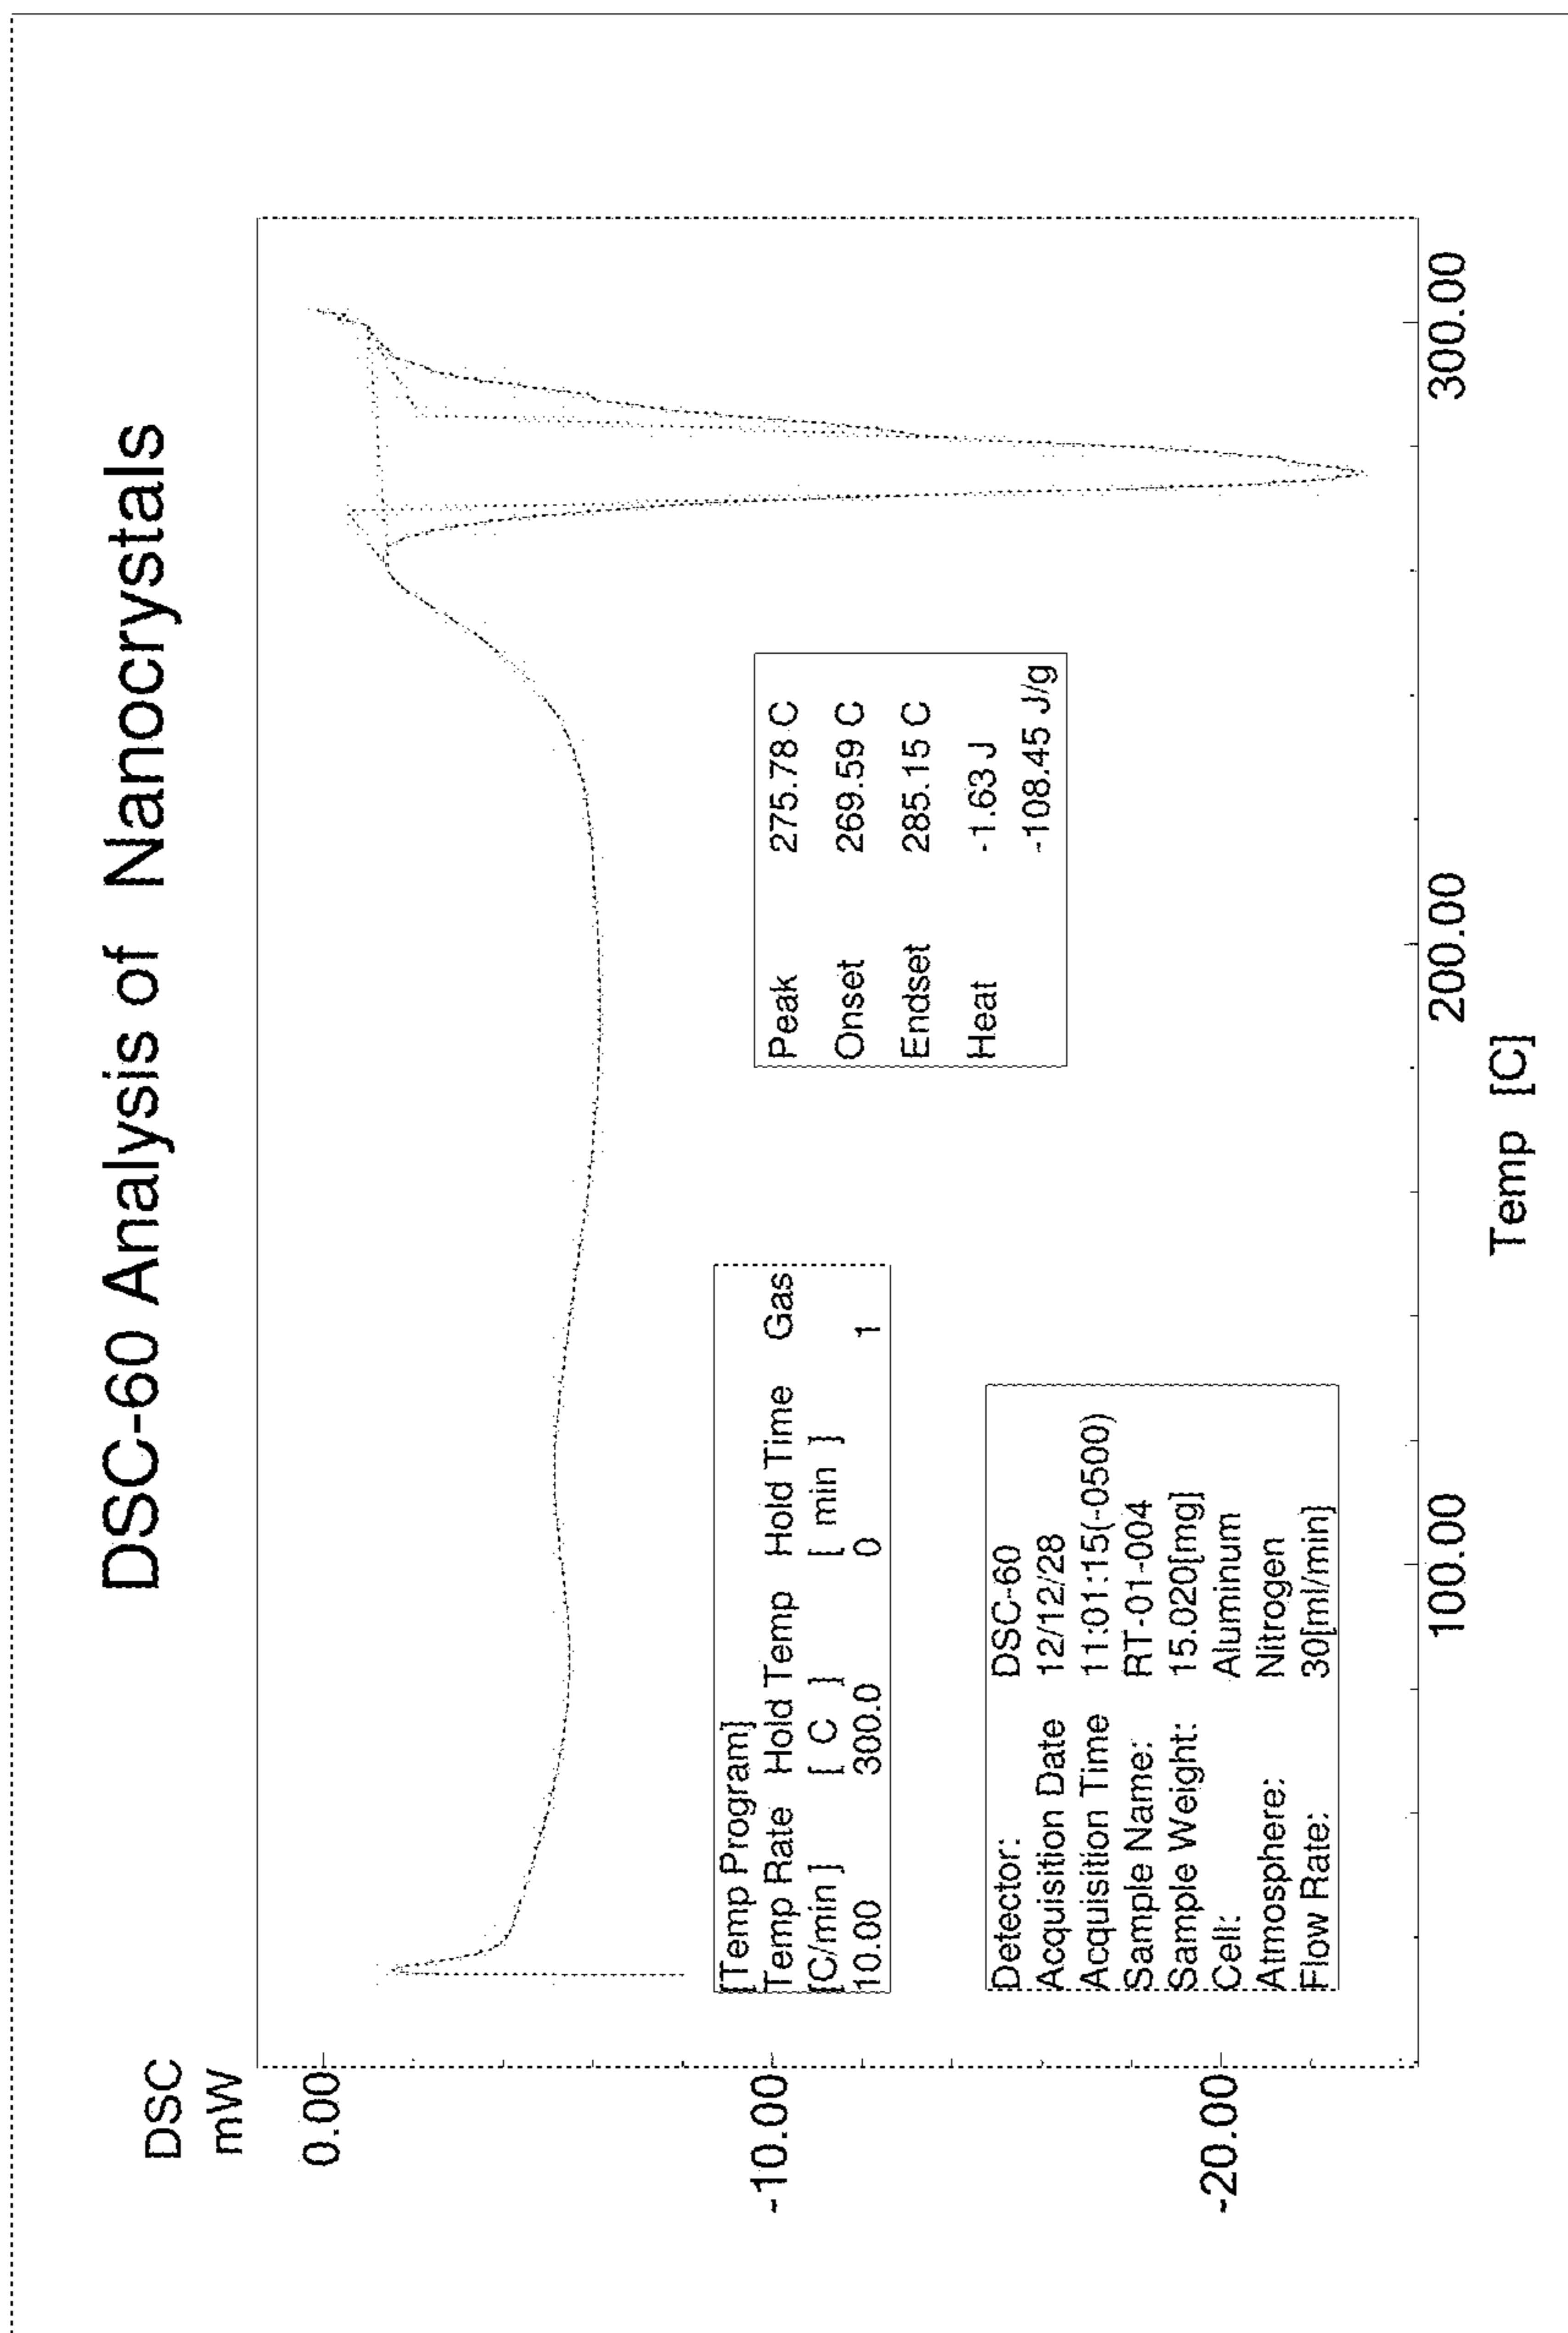 DSC-60 Analysis of Nanocrystals
DSC
mW
0.00
-10.00
-20.00
[Temp Program]
Temp Rate Hold Temp Hold Time Gas
[C/min ] [ C ] [ min ]
10.00 300.0 0 1
Peak 275.78 C
Onset 269.59 C
Endset 285.15 C
Heat -1.63 J
-108.45 J/g
Detector: DSC-60
Acquisition Date 12/12/28
Acquisition Time 11:01:15(-0500)
Sample Name: RT-01-004
Sample Weight: 15.020[mg]
Cell: Aluminum
Atmosphere: Nitrogen
Flow Rate: 30[ml/min]
100.00 200.00 300.00
Temp [C]